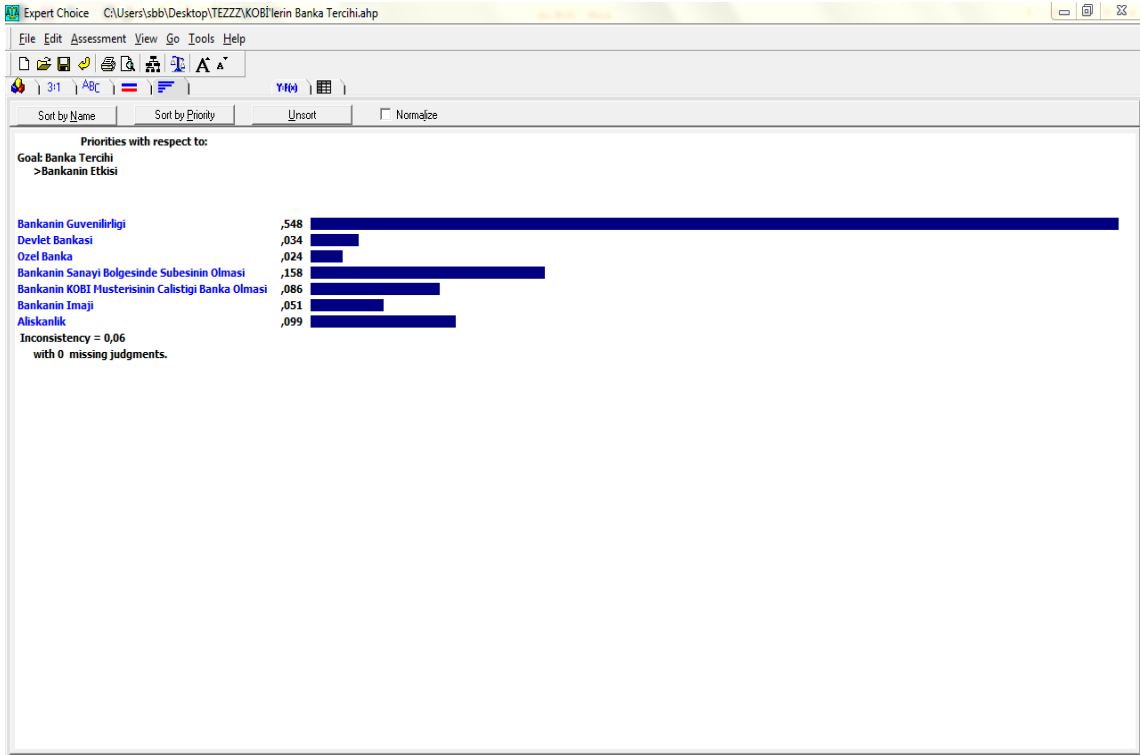 Expert Choice C:\Users\sbb\Desktop\TEZZZ\KOBİ'lerin Banka Tercihi.ahp
File Edit Assessment View Go Tools Help
3:1 ABC Y=f(x)
Sort by Name Sort by Priority Unsort Normalize
Priorities with respect to:
Goal: Banka Tercihi
>Bankanin Etkisi
Bankanin Guvenilirligi ,548
Devlet Bankasi ,034
Ozel Banka ,024
Bankanin Sanayi Bolgesinde Subesinin Olmasi ,158
Bankanin KOBI Musterisinin Calistigi Banka Olmasi ,086
Bankanin Imaji ,051
Aliskanlik ,099
Inconsistency = 0,06
with 0 missing judgments.